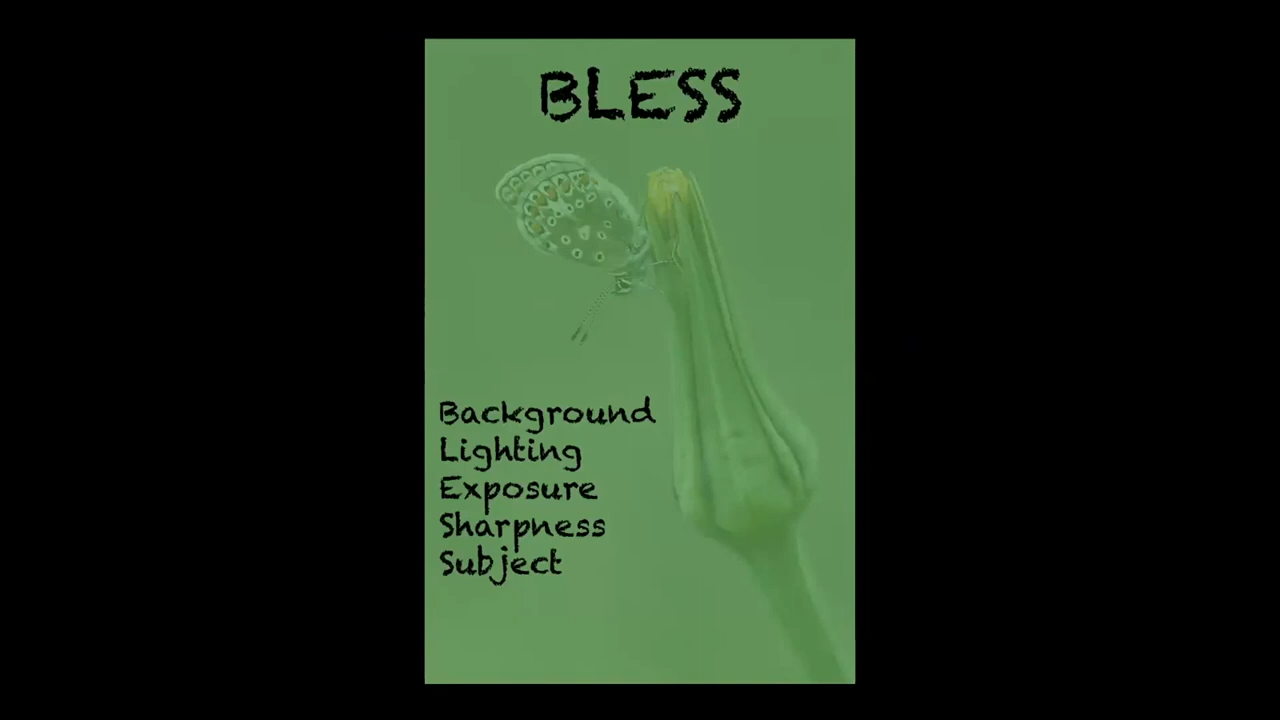 BLESS
Background
Lighting
Exposure
Sharpness
Subject